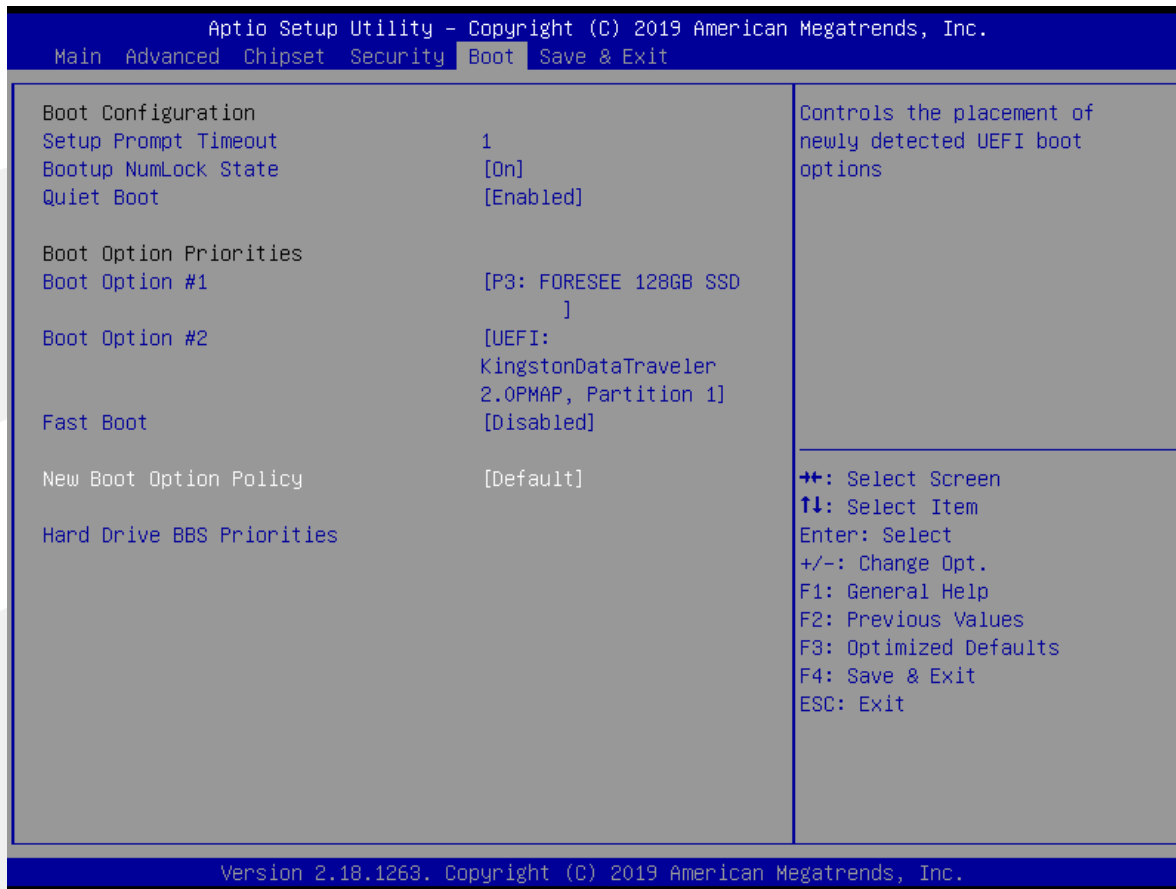 Aptio Setup Utility – Copyright (C) 2019 American Megatrends, Inc.
Main Advanced Chipset Security Boot Save & Exit
Boot Configuration
Setup Prompt Timeout 1
Bootup NumLock State [On]
Quiet Boot [Enabled]
Boot Option Priorities
Boot Option #1 [P3: FORESEE 128GB SSD
]
Boot Option #2 [UEFI:
KingstonDataTraveler
2.0PMAP, Partition 1]
Fast Boot [Disabled]
New Boot Option Policy [Default]
Hard Drive BBS Priorities
Controls the placement of
newly detected UEFI boot
options
→←: Select Screen
↑↓: Select Item
Enter: Select
+/-: Change Opt.
F1: General Help
F2: Previous Values
F3: Optimized Defaults
F4: Save & Exit
ESC: Exit
Version 2.18.1263. Copyright (C) 2019 American Megatrends, Inc.